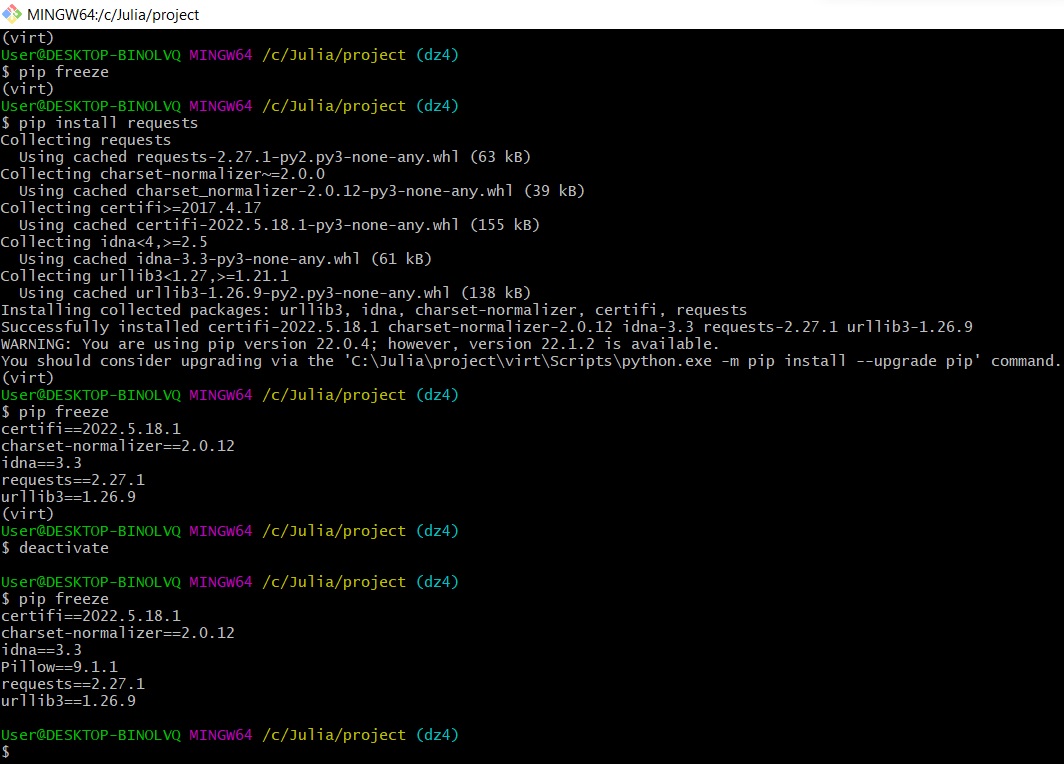 MINGW64:/c/Julia/project
(virt)
User@DESKTOP-BINOLVQ MINGW64 /c/Julia/project (dz4)
$ pip freeze
(virt)
User@DESKTOP-BINOLVQ MINGW64 /c/Julia/project (dz4)
$ pip install requests
Collecting requests
  Using cached requests-2.27.1-py2.py3-none-any.whl (63 kB)
Collecting charset-normalizer~=2.0.0
  Using cached charset_normalizer-2.0.12-py3-none-any.whl (39 kB)
Collecting certifi>=2017.4.17
  Using cached certifi-2022.5.18.1-py3-none-any.whl (155 kB)
Collecting idna<4,>=2.5
  Using cached idna-3.3-py3-none-any.whl (61 kB)
Collecting urllib3<1.27,>=1.21.1
  Using cached urllib3-1.26.9-py2.py3-none-any.whl (138 kB)
Installing collected packages: urllib3, idna, charset-normalizer, certifi, requests
Successfully installed certifi-2022.5.18.1 charset-normalizer-2.0.12 idna-3.3 requests-2.27.1 urllib3-1.26.9
WARNING: You are using pip version 22.0.4; however, version 22.1.2 is available.
You should consider upgrading via the 'C:\Julia\project\virt\Scripts\python.exe -m pip install --upgrade pip' command.
(virt)
User@DESKTOP-BINOLVQ MINGW64 /c/Julia/project (dz4)
$ pip freeze
certifi==2022.5.18.1
charset-normalizer==2.0.12
idna==3.3
requests==2.27.1
urllib3==1.26.9
(virt)
User@DESKTOP-BINOLVQ MINGW64 /c/Julia/project (dz4)
$ deactivate
User@DESKTOP-BINOLVQ MINGW64 /c/Julia/project (dz4)
$ pip freeze
certifi==2022.5.18.1
charset-normalizer==2.0.12
idna==3.3
Pillow==9.1.1
requests==2.27.1
urllib3==1.26.9
User@DESKTOP-BINOLVQ MINGW64 /c/Julia/project (dz4)
$